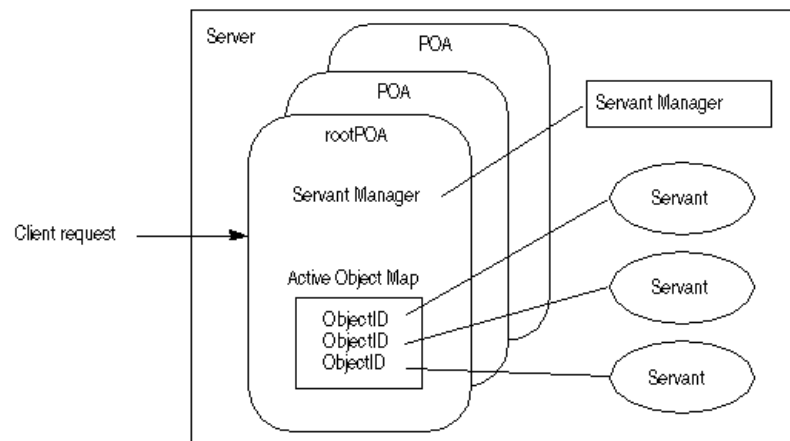 Server
POA
POA
rootPOA
Servant Manager
Servant Manager
Servant
Client request
Active Object Map
Servant
ObjectID
ObjectID
ObjectID
Servant